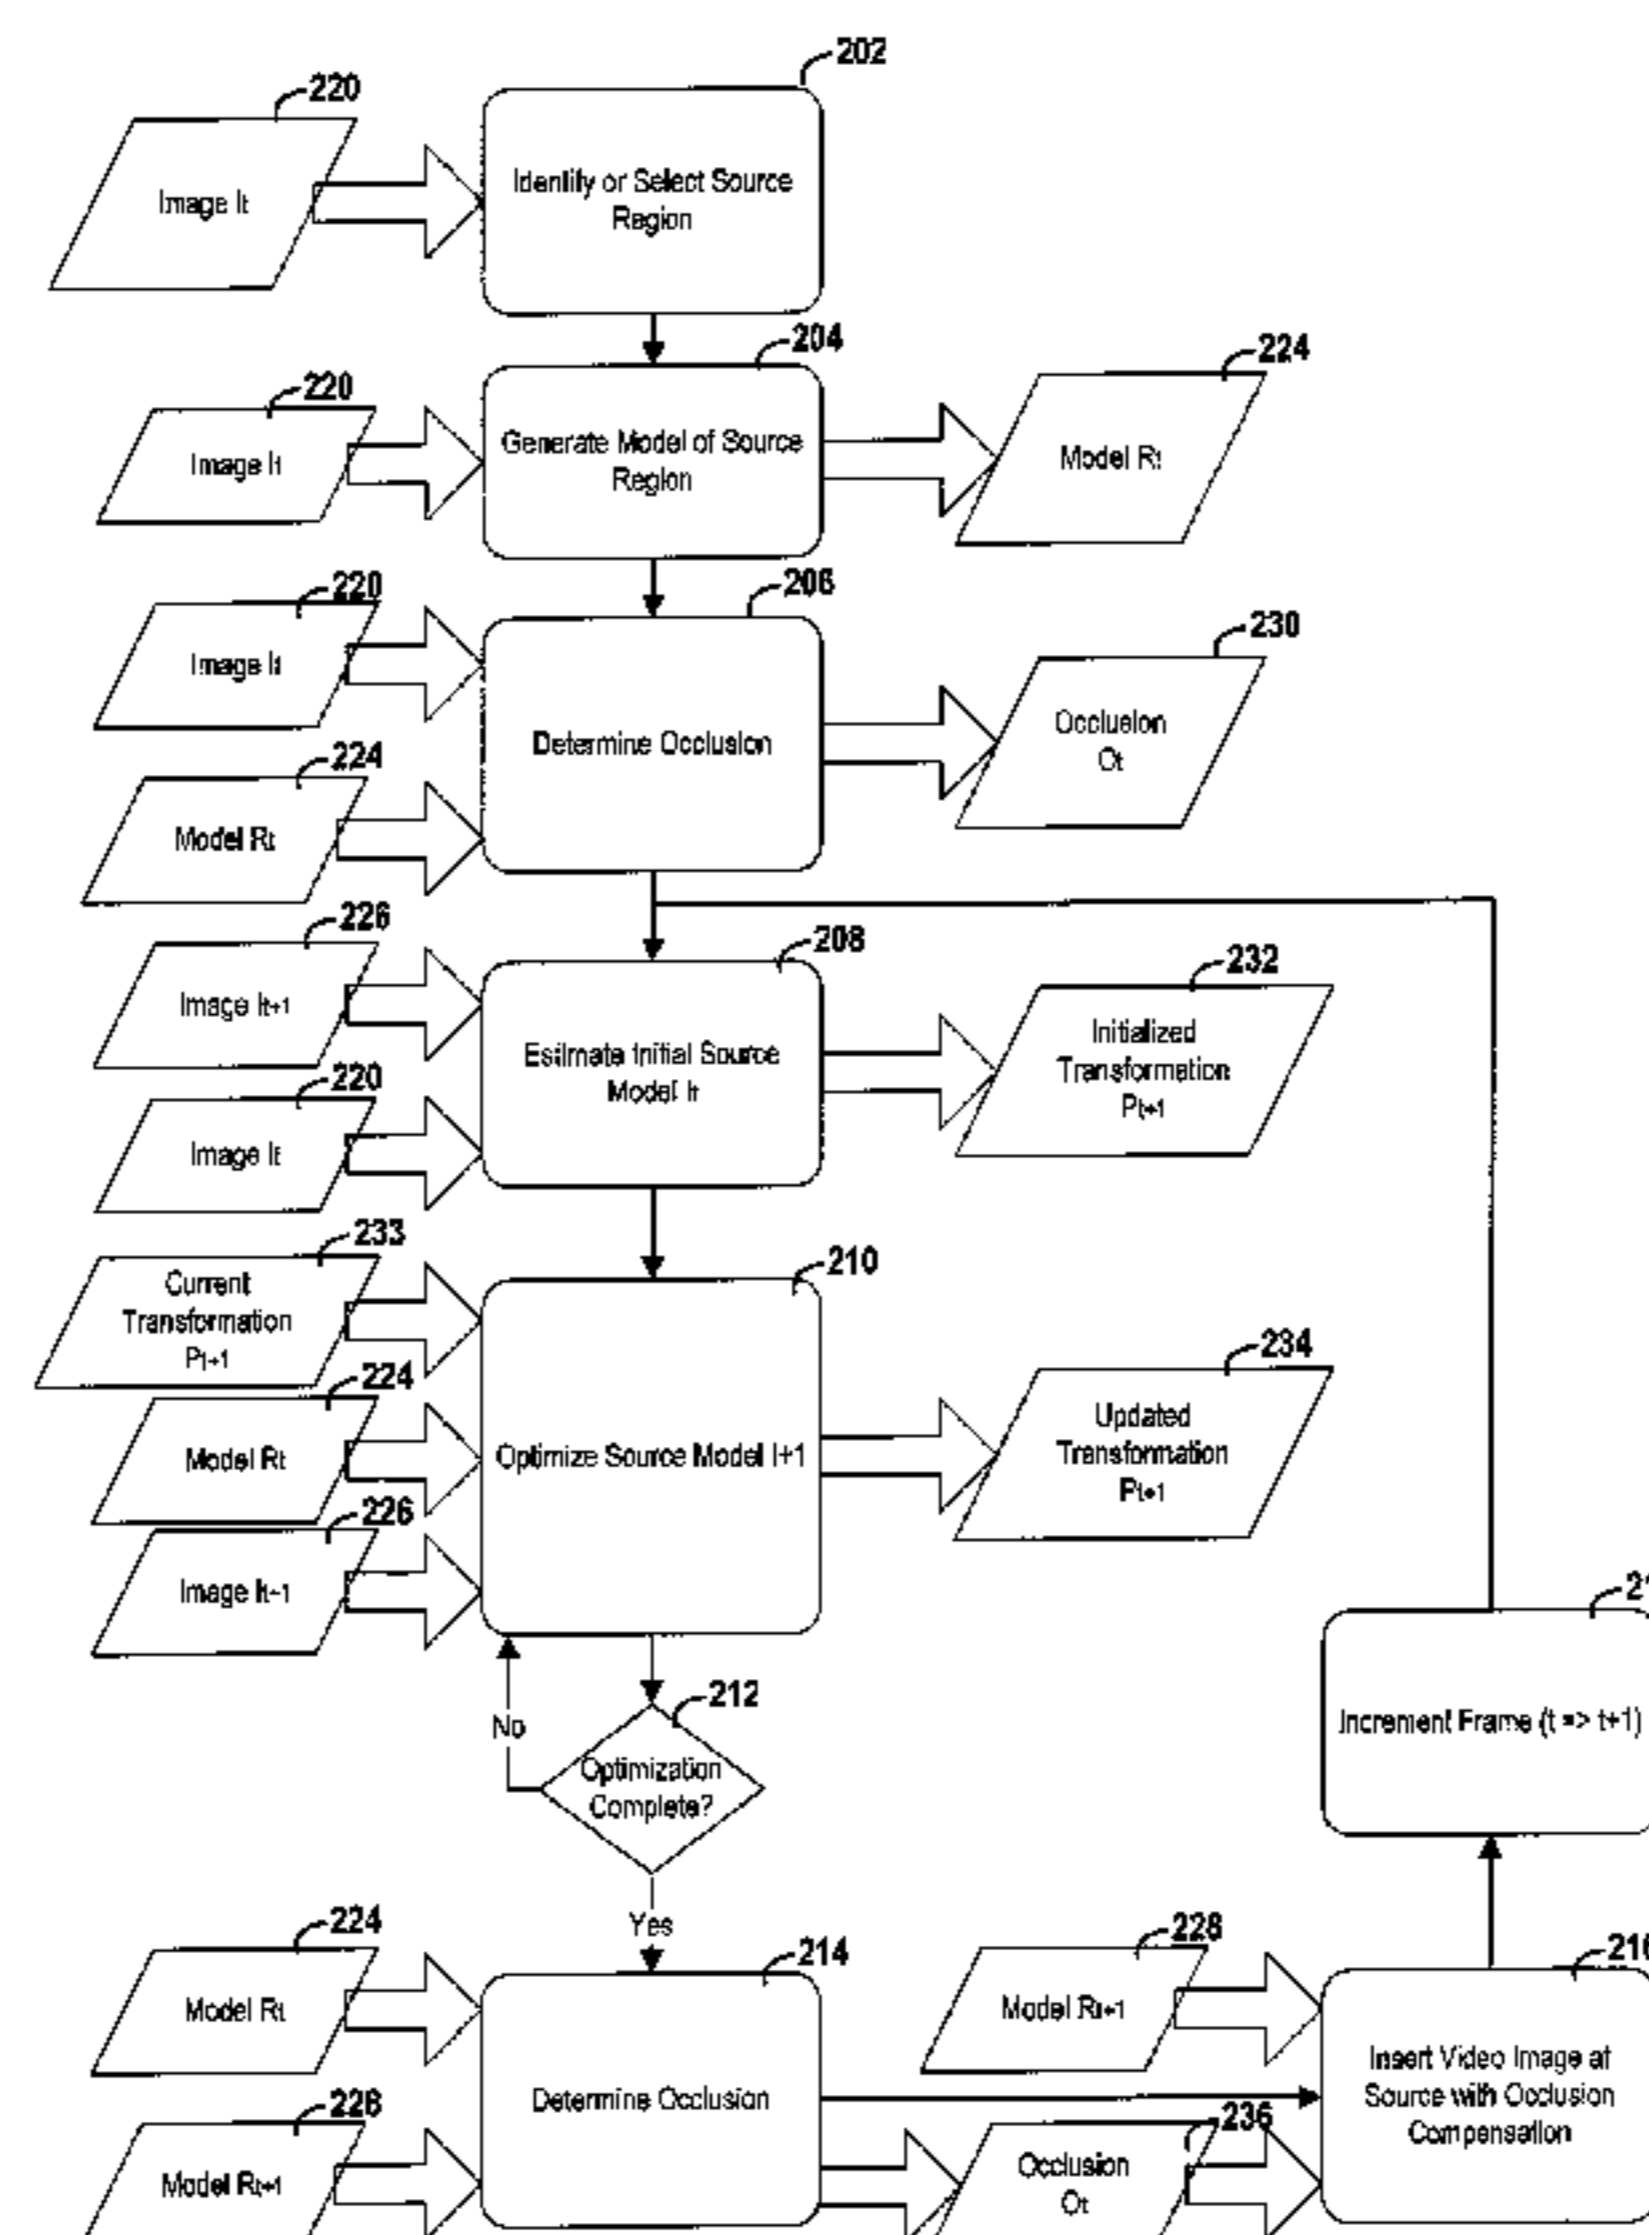 202
220
Image It
Identify or Select Source
Region
204
220
Image It
Generate Model of Source
Region
224
Model Rt
206
220
Image It
224
Model Rt
Determine Occlusion
230
Occlusion
Ot
226
Image It+1
208
220
Image It
Estimate Initial Source
Model It
232
Initialized
Transformation
Pt+1
233
Current
Transformation
Pt+1
210
224
Model Rt
226
Image It+1
Optimize Source Model I+1
234
Updated
Transformation
Pt+1
212
No
Optimization
Complete?
Yes
Increment Frame (t => t+1)
224
Model Rt
214
228
Model Rt+1
Determine Occlusion
228
Model Rt+1
236
Occlusion
Ot
216
Insert Video Image at
Source with Occlusion
Compensation